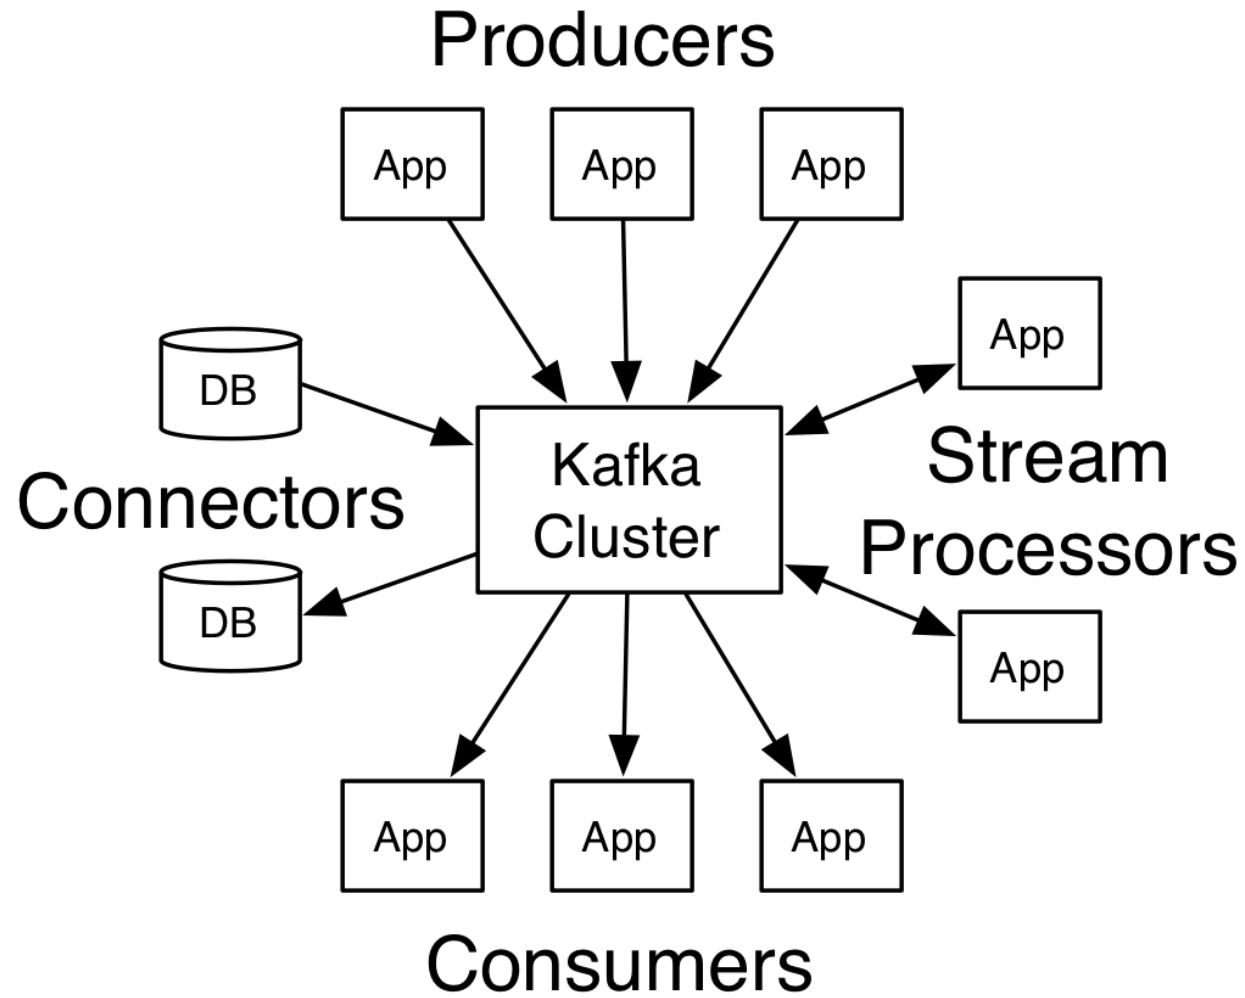 Producers
App
App
App
App
DB
Kafka
Cluster
Stream
Processors
Connectors
DB
App
App
App
App
Consumers